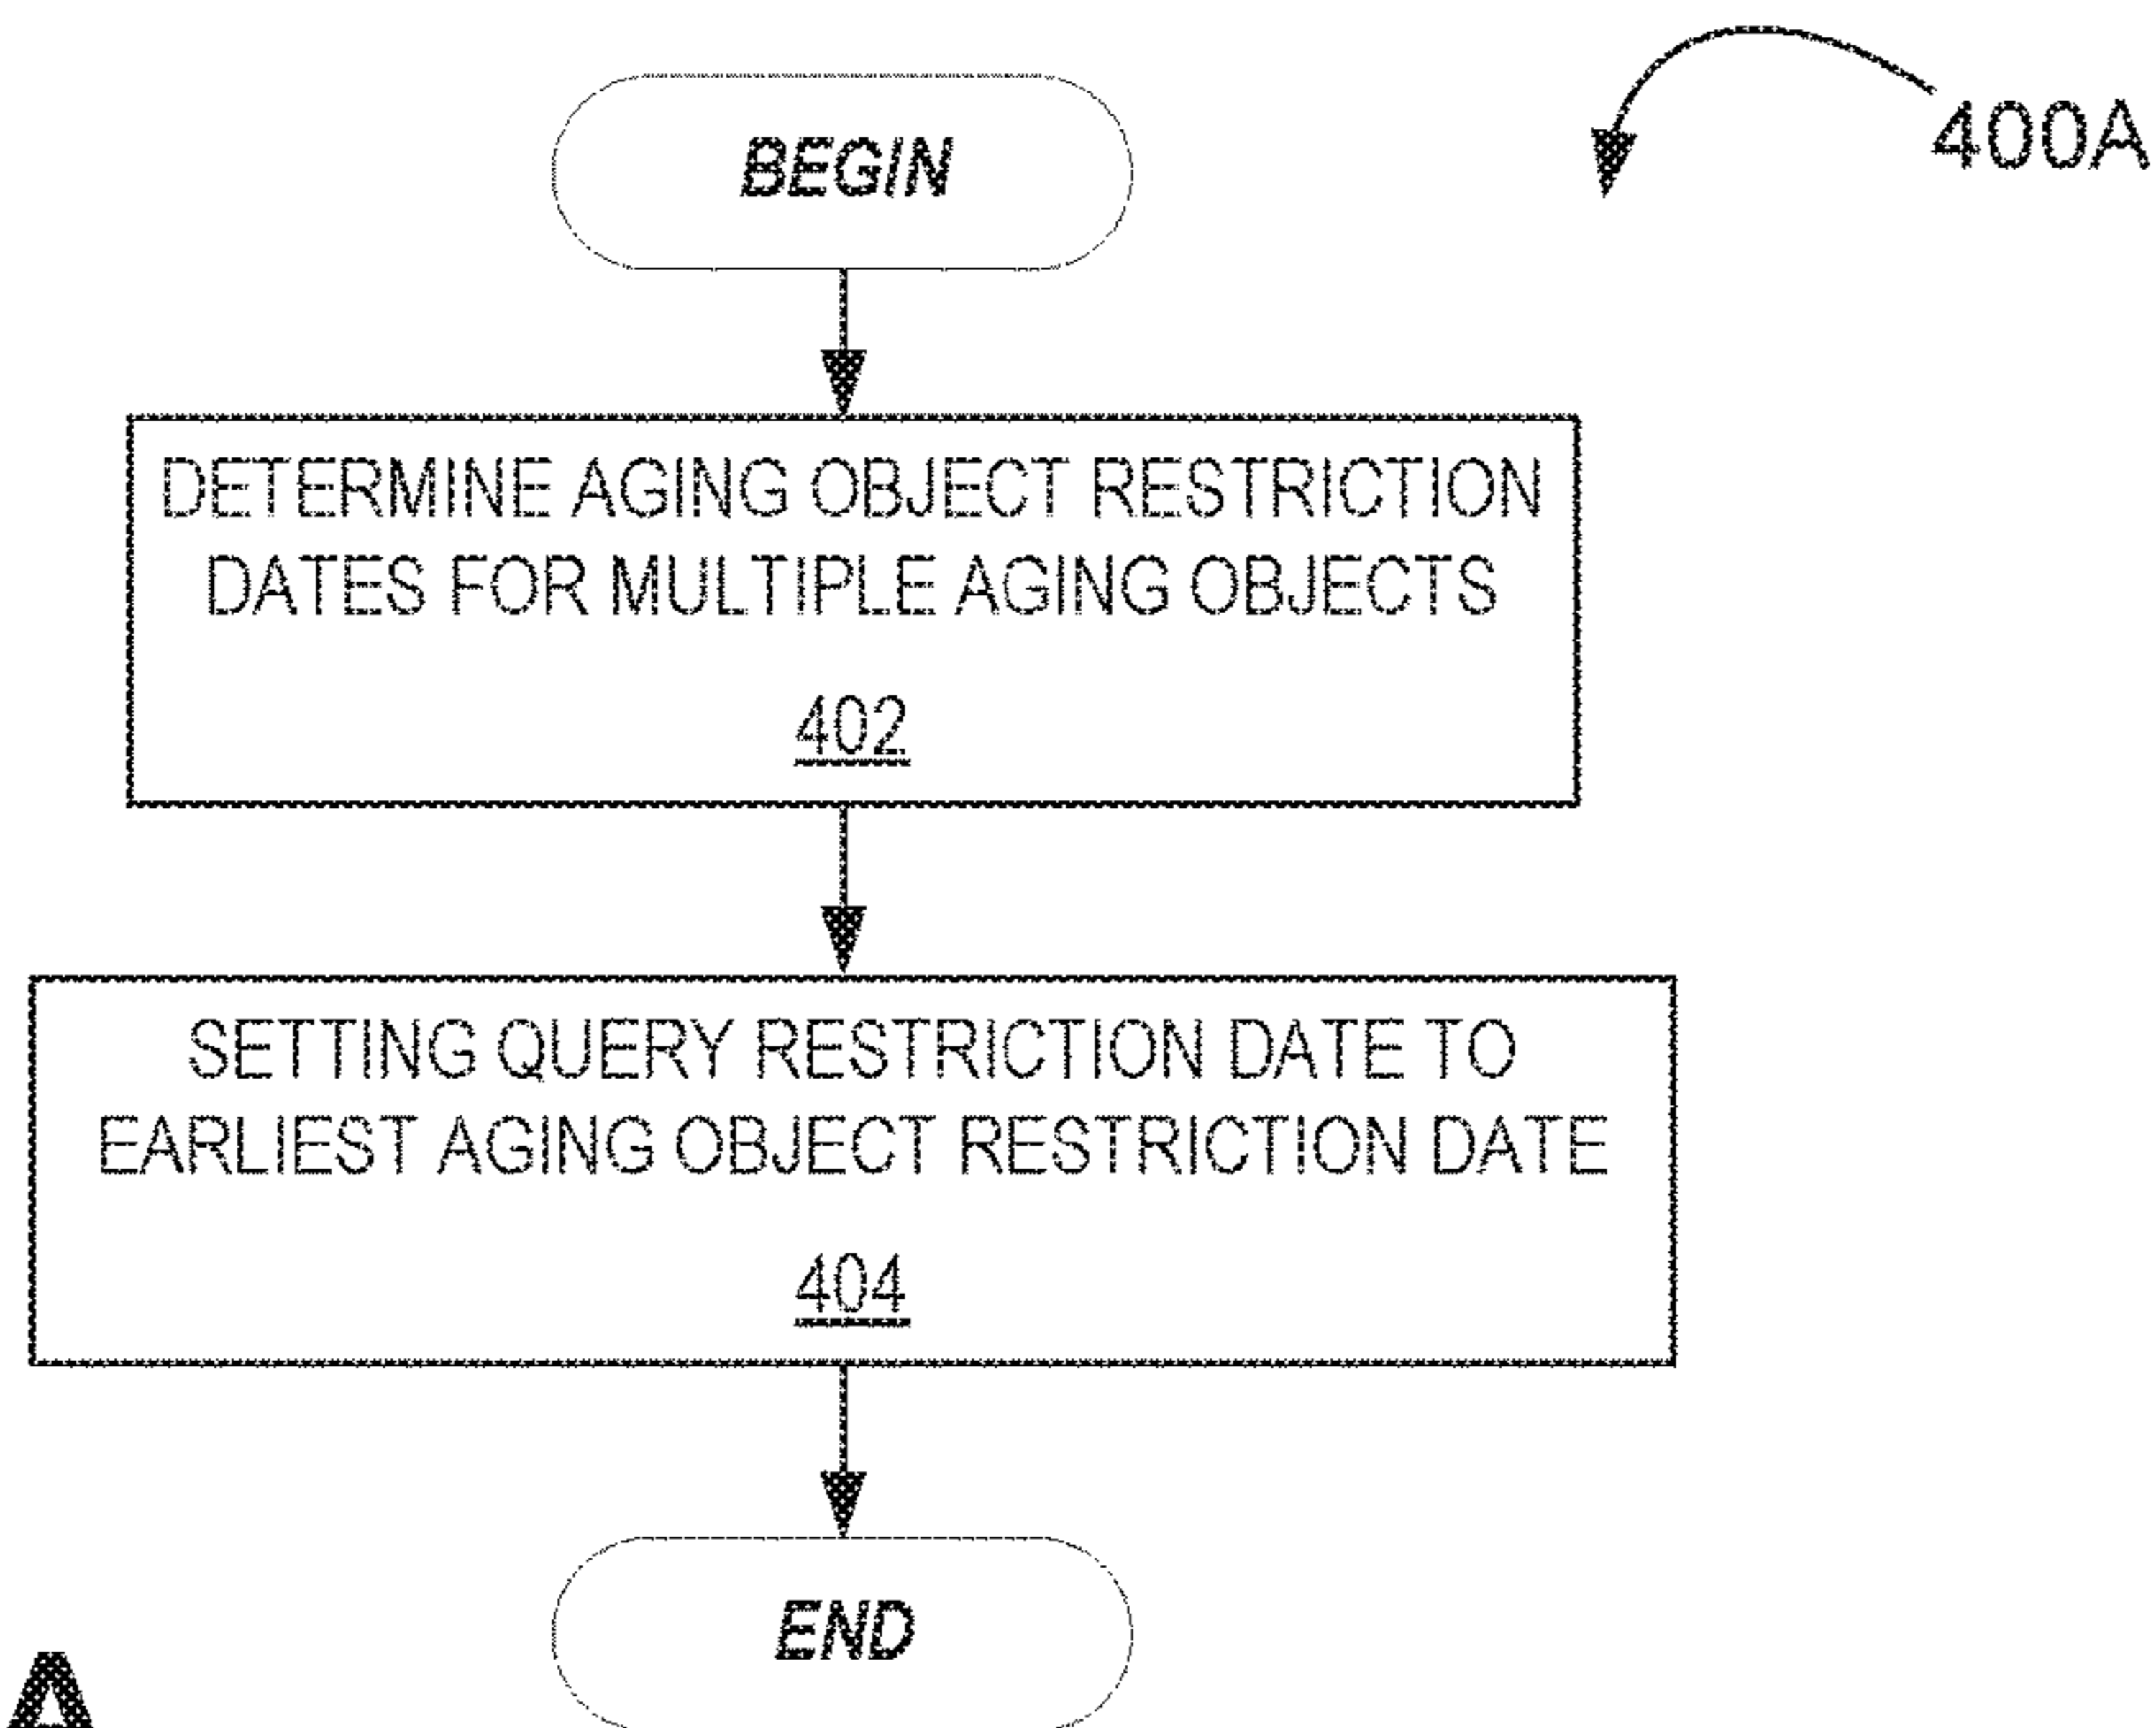 BEGIN
400A
DETERMINE AGING OBJECT RESTRICTION
DATES FOR MULTIPLE AGING OBJECTS
402
SETTING QUERY RESTRICTION DATE TO
EARLIEST AGING OBJECT RESTRICTION DATE
404
END
A